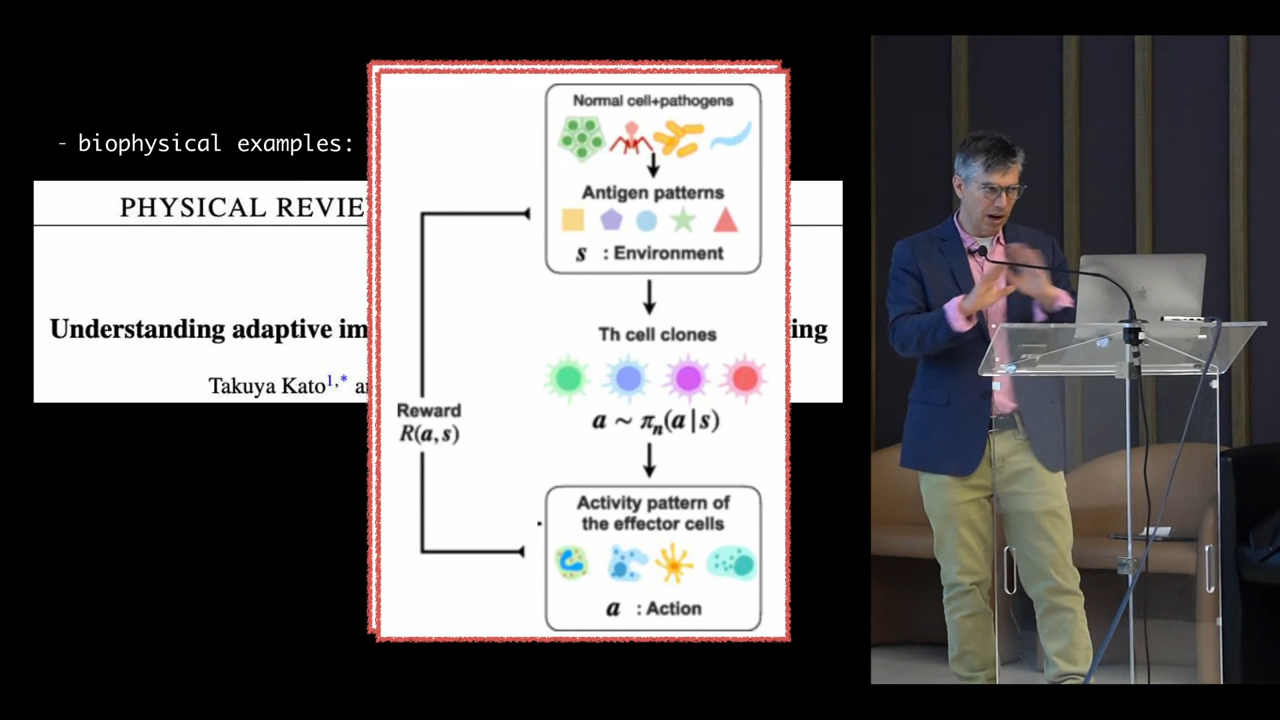 - biophysical examples:
PHYSICAL REVIE
Understanding adaptive im
ing
Takuya Kato1,* a
Normal cell+pathogens
Antigen patterns
s : Environment
Th cell clones
a ~ πn(a|s)
Reward
R(a,s)
Activity pattern of
the effector cells
a : Action